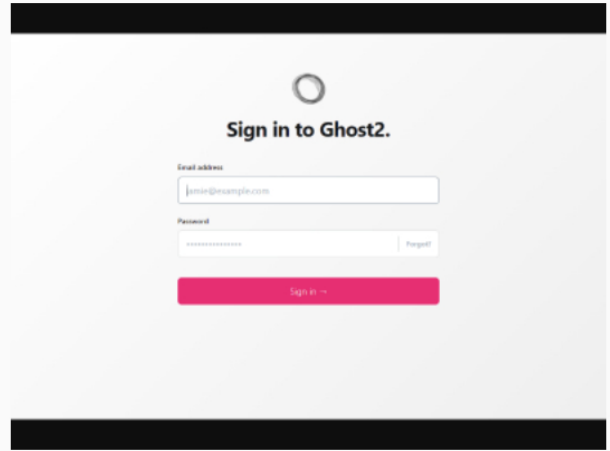 Sign in to Ghost2.
Email address
jamie@example.com
Password
•••••••••••••••
Forgot?
Sign in →